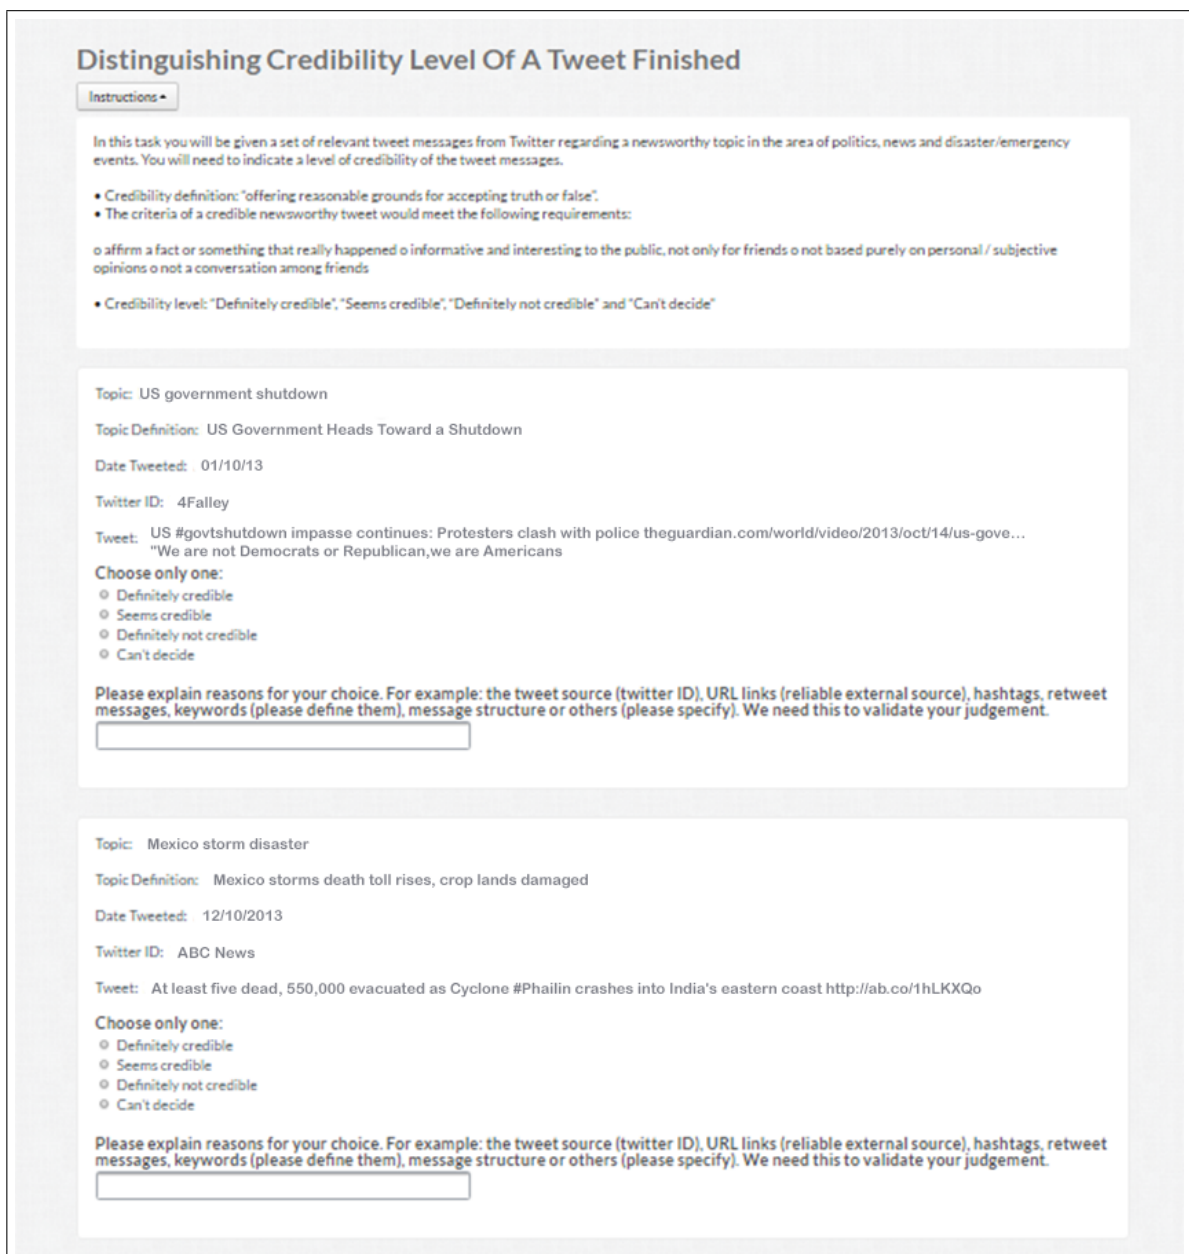 Distinguishing Credibility Level Of A Tweet Finished
Instructions
In this task you will be given a set of relevant tweet messages from Twitter regarding a newsworthy topic in the area of politics, news and disaster/emergency
events. You will need to indicate a level of credibility of the tweet messages.
• Credibility definition: "offering reasonable grounds for accepting truth or false".
• The criteria of a credible newsworthy tweet would meet the following requirements:
o affirm a fact or something that really happened o informative and interesting to the public, not only for friends o not based purely on personal / subjective
opinions o not a conversation among friends
• Credibility level: "Definitely credible", "Seems credible", "Definitely not credible" and "Can't decide"
Topic: US government shutdown
Topic Definition: US Government Heads Toward a Shutdown
Date Tweeted: 01/10/13
Twitter ID: 4Falley
Tweet: US #govtshutdown impasse continues: Protesters clash with police theguardian.com/world/video/2013/oct/14/us-gove...
"We are not Democrats or Republican,we are Americans
Choose only one:
Definitely credible
Seems credible
Definitely not credible
Can't decide
Please explain reasons for your choice. For example: the tweet source (twitter ID), URL links (reliable external source), hashtags, retweet
messages, keywords (please define them), message structure or others (please specify). We need this to validate your judgement.
Topic: Mexico storm disaster
Topic Definition: Mexico storms death toll rises, crop lands damaged
Date Tweeted: 12/10/2013
Twitter ID: ABC News
Tweet: At least five dead, 550,000 evacuated as Cyclone #Phailin crashes into India's eastern coast http://ab.co/1hLKXQo
Choose only one:
Definitely credible
Seems credible
Definitely not credible
Can't decide
Please explain reasons for your choice. For example: the tweet source (twitter ID), URL links (reliable external source), hashtags, retweet
messages, keywords (please define them), message structure or others (please specify). We need this to validate your judgement.